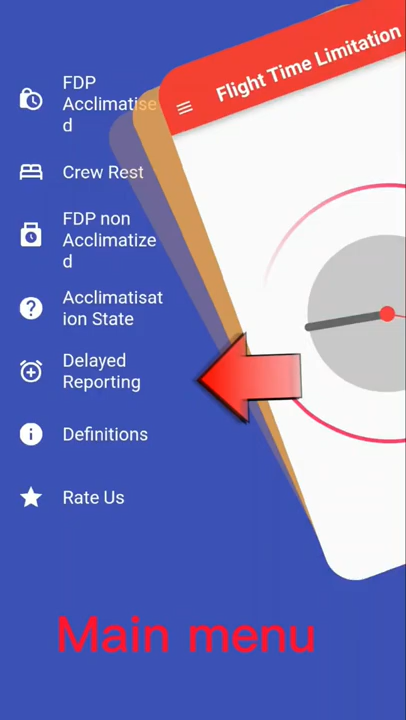 Flight Time Limitation
FDP
Acclimatise
d
Crew Rest
FDP non
Acclimatize
d
Acclimatisat
ion State
Delayed
Reporting
Definitions
Rate Us
Main menu